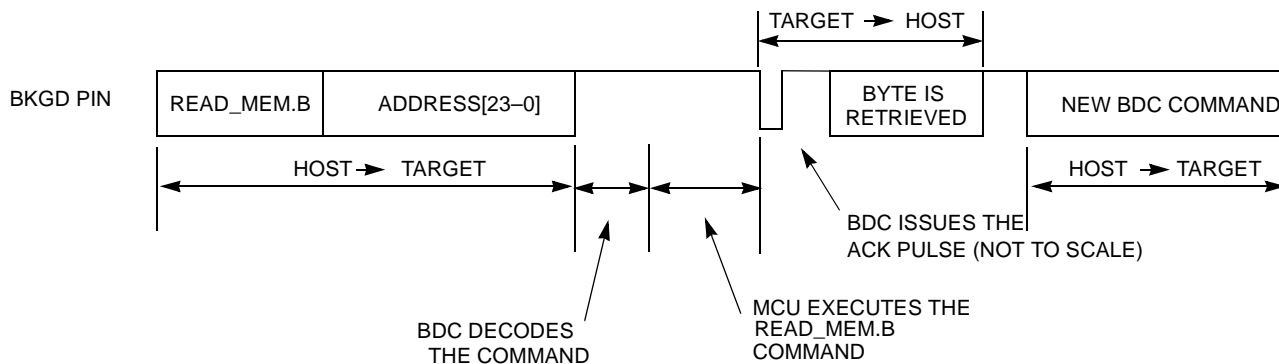 TARGET → HOST
BKGD PIN
READ_MEM.B
ADDRESS[23–0]
BYTE IS
RETRIEVED
NEW BDC COMMAND
HOST → TARGET
HOST → TARGET
BDC ISSUES THE
ACK PULSE (NOT TO SCALE)
BDC DECODES
THE COMMAND
MCU EXECUTES THE
READ_MEM.B
COMMAND